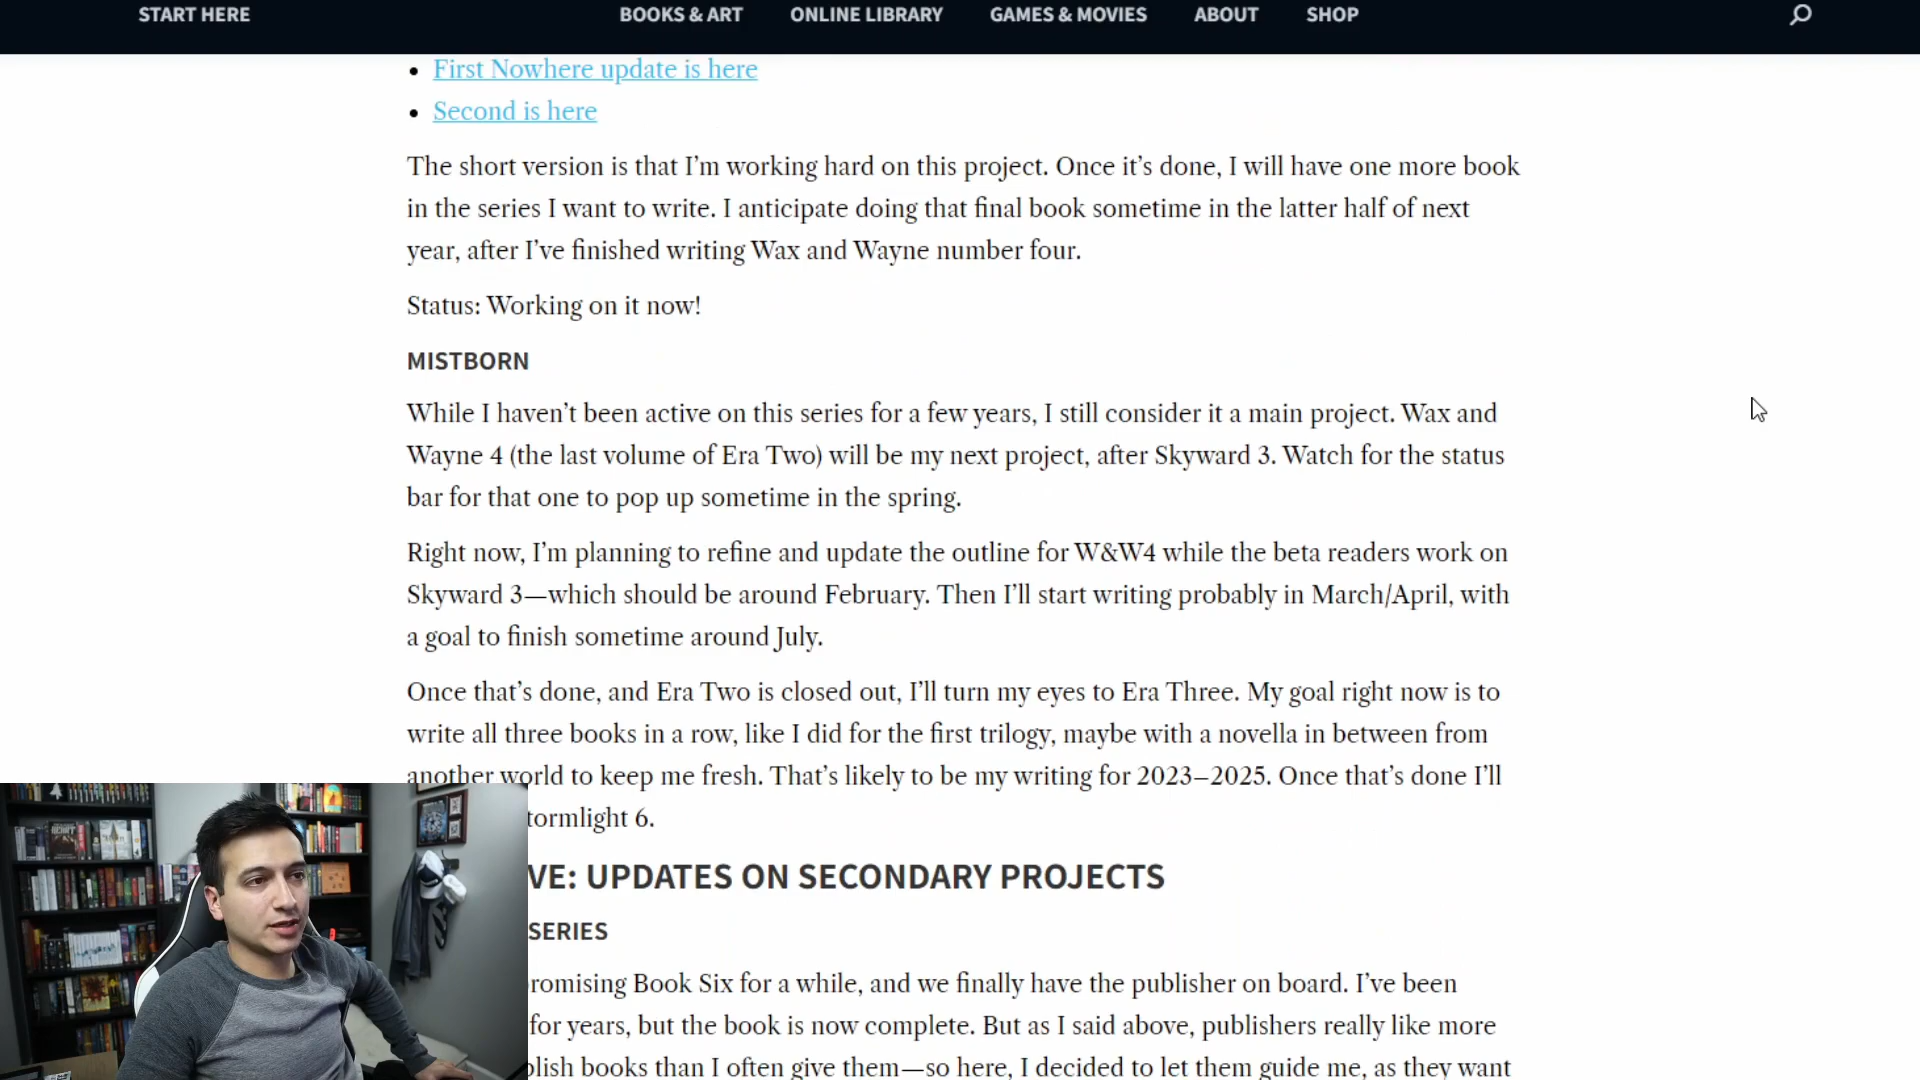 START HERE BOOKS & ART ONLINE LIBRARY GAMES & MOVIES ABOUT SHOP
First Nowhere update is here
Second is here
The short version is that I’m working hard on this project. Once it’s done, I will have one more book
in the series I want to write. I anticipate doing that final book sometime in the latter half of next
year, after I’ve finished writing Wax and Wayne number four.
Status: Working on it now!
MISTBORN
While I haven’t been active on this series for a few years, I still consider it a main project. Wax and
Wayne 4 (the last volume of Era Two) will be my next project, after Skyward 3. Watch for the status
bar for that one to pop up sometime in the spring.
Right now, I’m planning to refine and update the outline for W&W4 while the beta readers work on
Skyward 3—which should be around February. Then I’ll start writing probably in March/April, with
a goal to finish sometime around July.
Once that’s done, and Era Two is closed out, I’ll turn my eyes to Era Three. My goal right now is to
write all three books in a row, like I did for the first trilogy, maybe with a novella in between from
another world to keep me fresh. That’s likely to be my writing for 2023–2025. Once that’s done I’ll
tormlight 6.
VE: UPDATES ON SECONDARY PROJECTS
SERIES
romising Book Six for a while, and we finally have the publisher on board. I’ve been
for years, but the book is now complete. But as I said above, publishers really like more
lish books than I often give them—so here, I decided to let them guide me, as they want